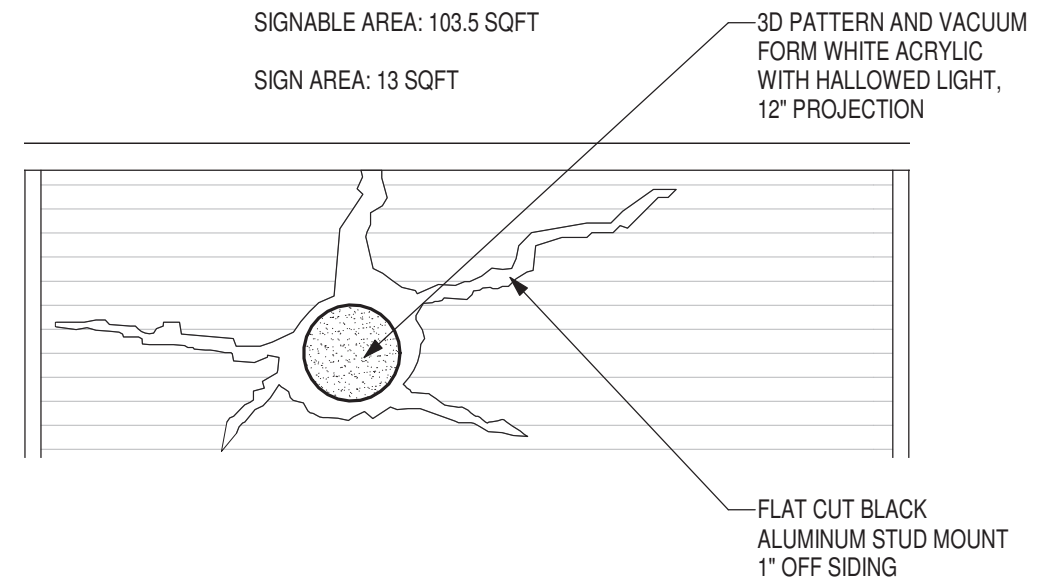 SIGNABLE AREA: 103.5 SQFT
SIGN AREA: 13 SQFT
3D PATTERN AND VACUUM
FORM WHITE ACRYLIC
WITH HALLOWED LIGHT,
12" PROJECTION
FLAT CUT BLACK
ALUMINUM STUD MOUNT
1" OFF SIDING